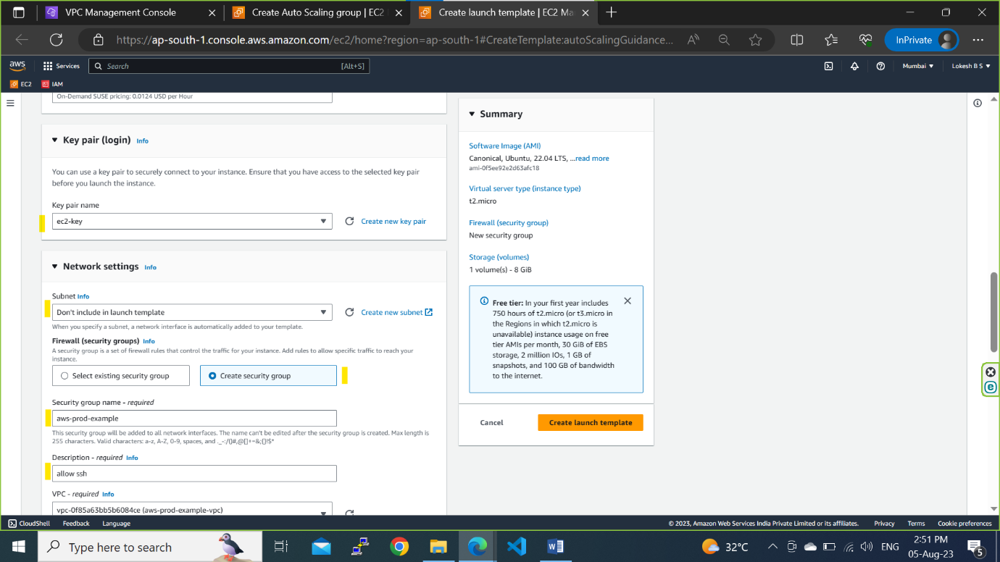 VPC Management Console
Create Auto Scaling group | EC2
Create launch template | EC2 Ma
https://ap-south-1.console.aws.amazon.com/ec2/home?region=ap-south-1#CreateTemplate:autoScalingGuidance...
InPrivate
aws
Services
Search
[Alt+S]
Mumbai
Lokesh B S
EC2
IAM
On-Demand SUSE pricing: 0.0124 USD per Hour
Key pair (login) Info
You can use a key pair to securely connect to your instance. Ensure that you have access to the selected key pair
before you launch the instance.
Key pair name
ec2-key
Create new key pair
Network settings Info
Subnet Info
Don't include in launch template
Create new subnet
When you specify a subnet, a network interface is automatically added to your template.
Firewall (security groups) Info
A security group is a set of firewall rules that control the traffic for your instance. Add rules to allow specific traffic to reach your
instance.
Select existing security group
Create security group
Security group name - required
aws-prod-example
This security group will be added to all network interfaces. The name can't be edited after the security group is created. Max length is
255 characters. Valid characters: a-z, A-Z, 0-9, spaces, and ._-:/()#,@[]+=&;{}!$*
Description - required Info
allow ssh
VPC - required Info
vpc-0f85a63bb5b6084ce (aws-prod-example-vpc)
Summary
Software Image (AMI)
Canonical, Ubuntu, 22.04 LTS, ...read more
ami-0f5ee92e2d63afc18
Virtual server type (instance type)
t2.micro
Firewall (security group)
New security group
Storage (volumes)
1 volume(s) - 8 GiB
Free tier: In your first year includes
750 hours of t2.micro (or t3.micro in
the Regions in which t2.micro is
unavailable) instance usage on free
tier AMIs per month, 30 GiB of EBS
storage, 2 million IOs, 1 GB of
snapshots, and 100 GB of bandwidth
to the internet.
Cancel
Create launch template
CloudShell
Feedback
Language
© 2023, Amazon Web Services India Private Limited or its affiliates.
Privacy
Terms
Cookie preferences
Type here to search
32°C
ENG
2:51 PM
05-Aug-23
5